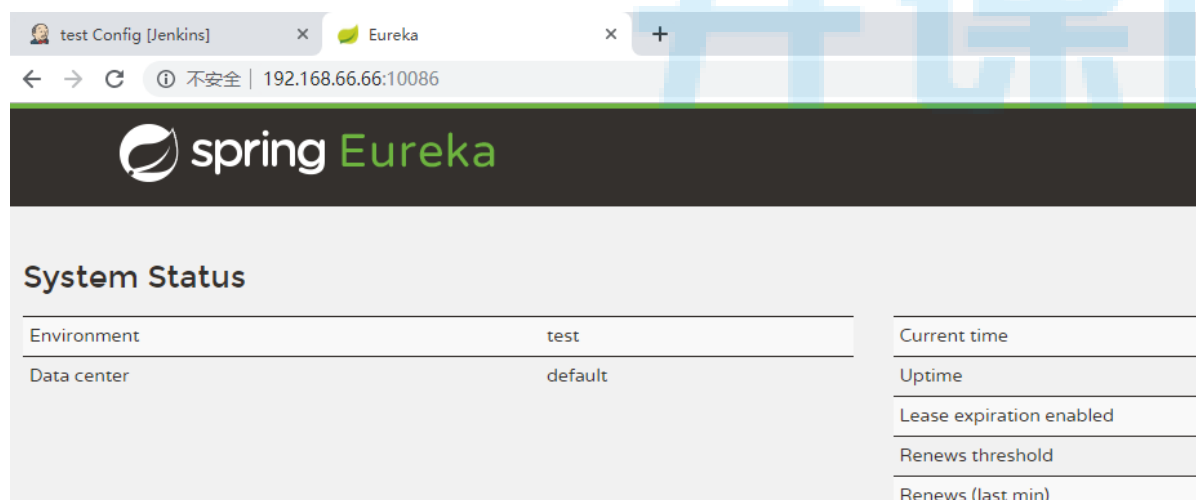 test Config [Jenkins]
Eureka
不安全 | 192.168.66.66:10086
spring Eureka
System Status
Environment test
Data center default
Current time
Uptime
Lease expiration enabled
Renews threshold
Renews (last min)